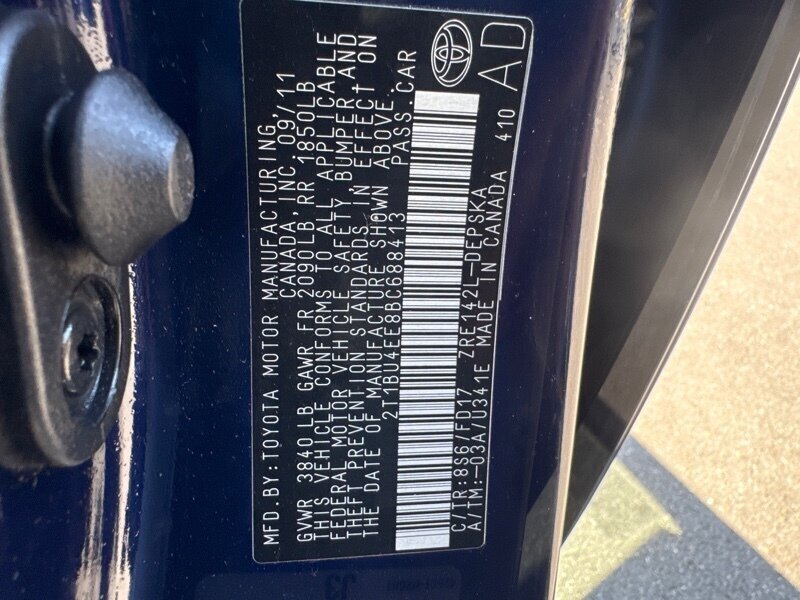 MFD BY: TOYOTA MOTOR MANUFACTURING
CANADA, INC. 09/11
GVWR 3840LB GAWR FR 2090LB, RR 1850LB
THIS VEHICLE CONFORMS TO ALL APPLICABLE
FEDERAL MOTOR VEHICLE SAFETY, BUMPER, AND
THEFT PREVENTION STANDARDS IN EFFECT ON
THE DATE OF MANUFACTURE SHOWN ABOVE.
2T1BU4EE8BC688413 PASS. CAR
C/TR: 8S6/FD17 ZRE142L-DEPSKA
A/TM: -03A/U341E MADE IN CANADA 410
AD